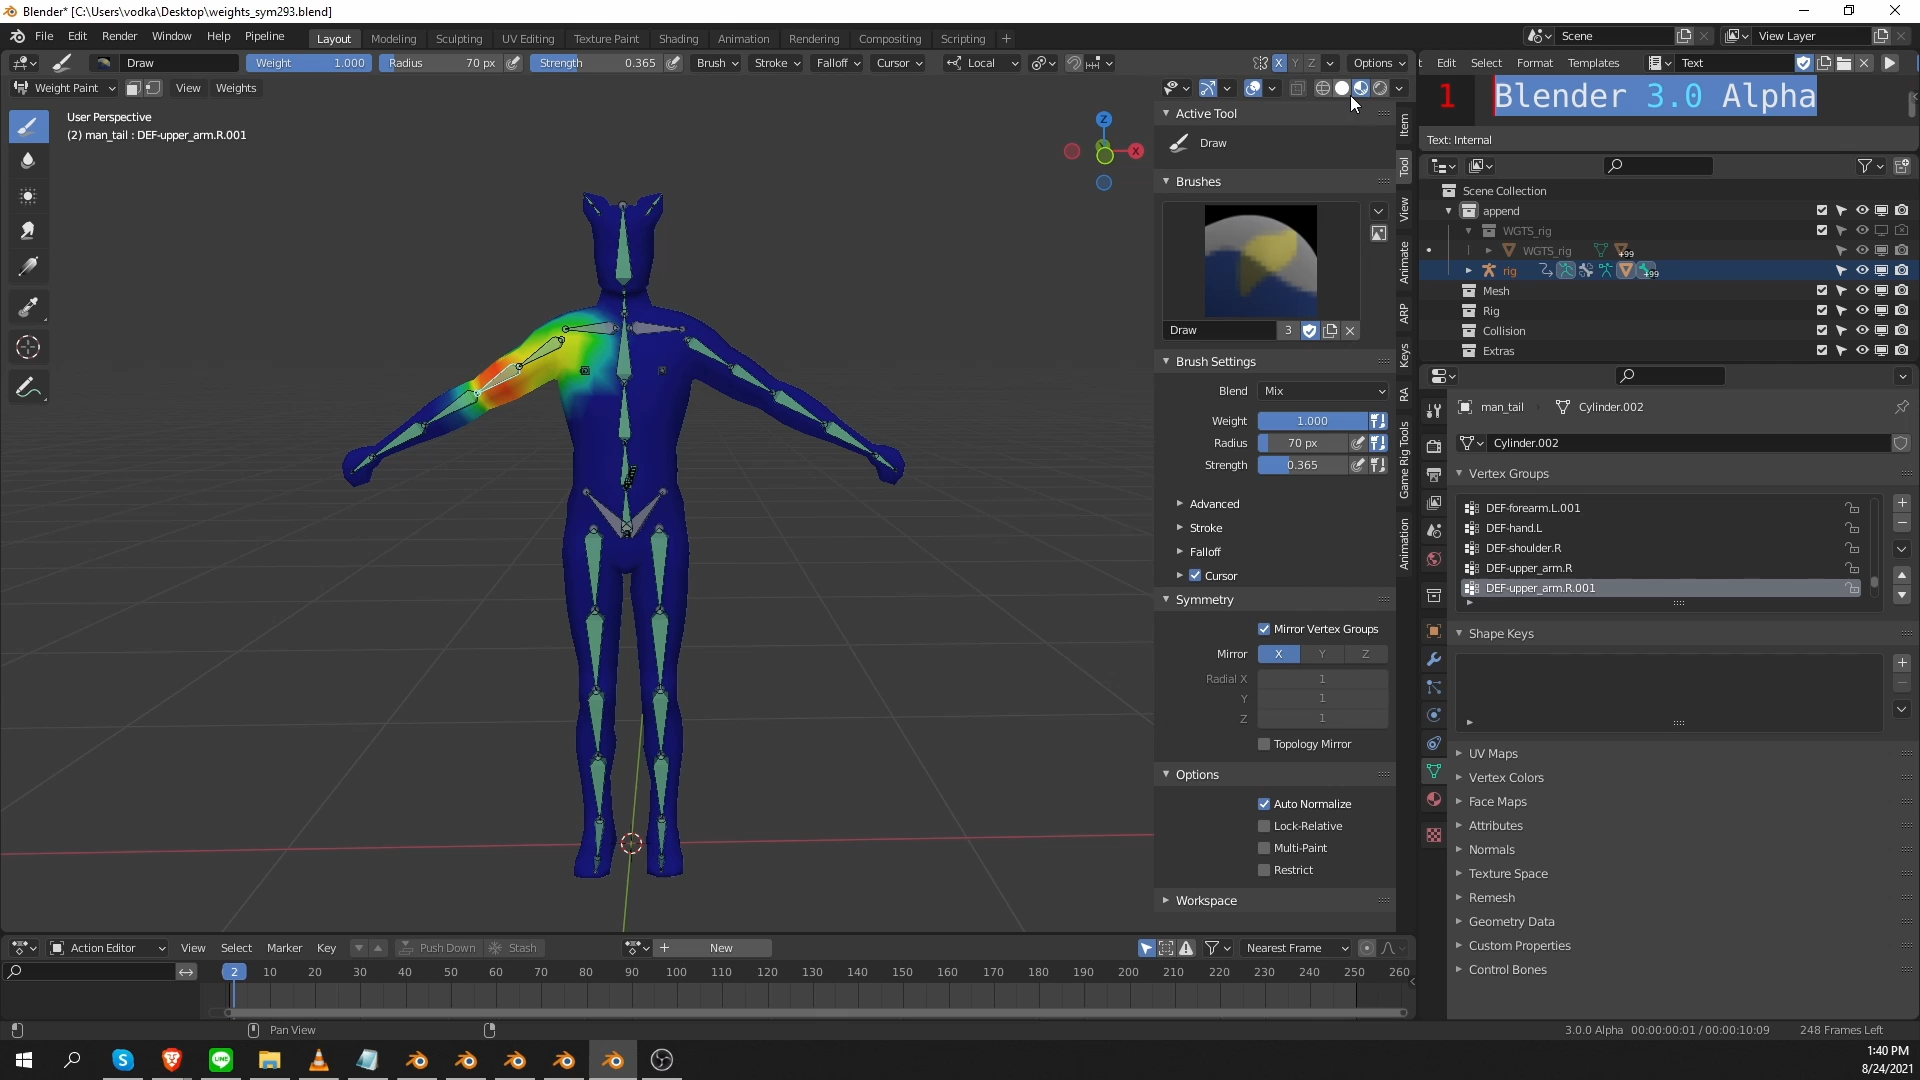 Blender* [C:\Users\vodka\Desktop\weights_sym293.blend]
File Edit Render Window Help Pipeline
Layout Modeling Sculpting UV Editing Texture Paint Shading Animation Rendering Compositing Scripting +
Scene
View Layer
Draw
Weight 1.000
Radius 70 px
Strength 0.365
Brush Stroke Falloff Cursor
Local
X Y Z
Options
Edit Select Format Templates
Text
Weight Paint
View Weights
1 Blender 3.0 Alpha
Text: Internal
User Perspective
(2) man_tail : DEF-upper_arm.R.001
Z
X
Active Tool
Draw
Brushes
Draw 3
Brush Settings
Blend Mix
Weight 1.000
Radius 70 px
Strength 0.365
Advanced
Stroke
Falloff
Cursor
Symmetry
Mirror Vertex Groups
Mirror X Y Z
Radial X 1
Y 1
Z 1
Topology Mirror
Options
Auto Normalize
Lock-Relative
Multi-Paint
Restrict
Workspace
Item
Tool
View
Animate
ARP
Keys
RA
Game Rig Tools
Animation
Scene Collection
append
WGTS_rig
WGTS_rig +99
rig +99
Mesh
Rig
Collision
Extras
man_tail Cylinder.002
Cylinder.002
Vertex Groups
DEF-forearm.L.001
DEF-hand.L
DEF-shoulder.R
DEF-upper_arm.R
DEF-upper_arm.R.001
Shape Keys
UV Maps
Vertex Colors
Face Maps
Attributes
Normals
Texture Space
Remesh
Geometry Data
Custom Properties
Control Bones
Action Editor
View Select Marker Key
Push Down
Stash
New
Nearest Frame
2 10 20 30 40 50 60 70 80 90 100 110 120 130 140 150 160 170 180 190 200 210 220 230 240 250 260
Pan View
3.0.0 Alpha 00:00:00:01 / 00:00:10:09 248 Frames Left
LINE
1:40 PM
8/24/2021